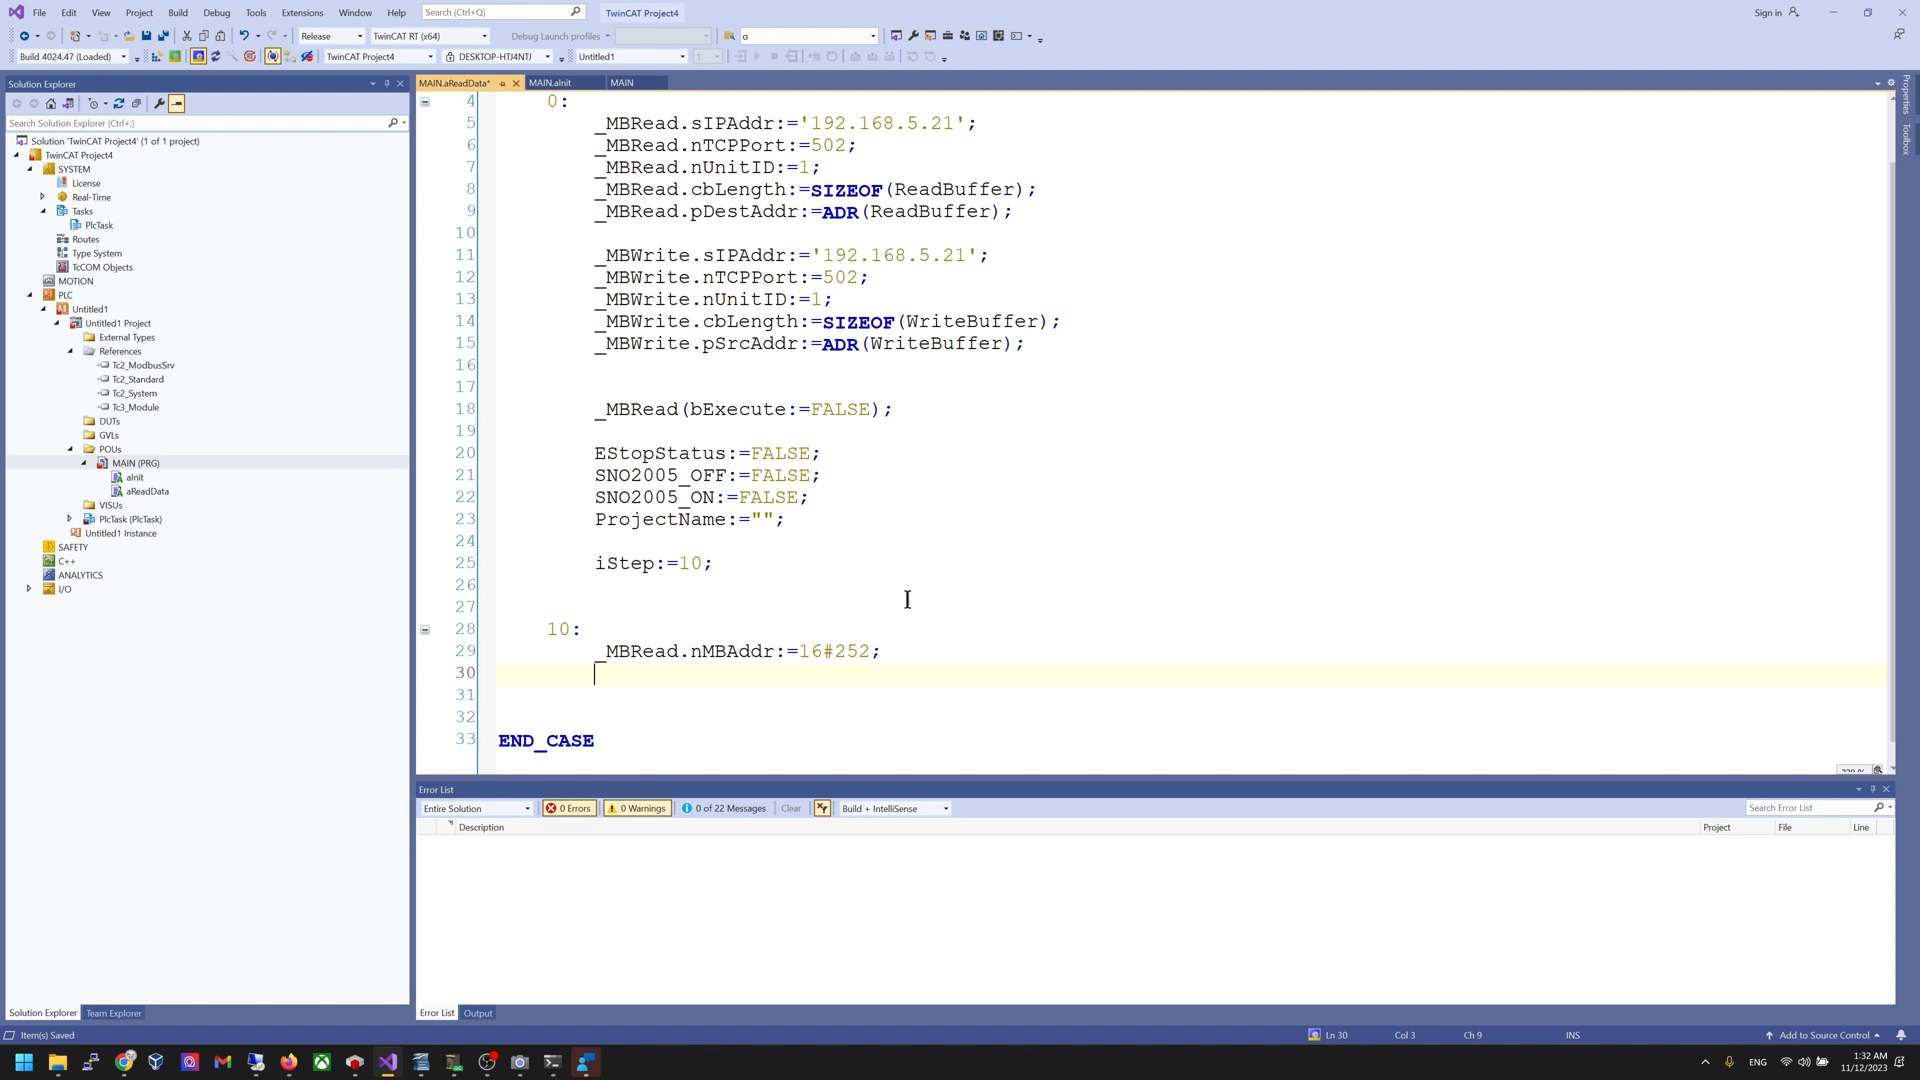 File Edit View Project Build Debug Tools Extensions Window Help Search (Ctrl+Q) TwinCAT Project4 Sign in
Release TwinCAT RT (x64) Debug Launch profiles o
Build 4024.47 (Loaded) TwinCAT Project4 DESKTOP-HTJ4NTJ Untitled1 1
Solution Explorer
Search Solution Explorer (Ctrl+;)
Solution 'TwinCAT Project4' (1 of 1 project)
TwinCAT Project4
SYSTEM
License
Real-Time
Tasks
PlcTask
Routes
Type System
TcCOM Objects
MOTION
PLC
Untitled1
Untitled1 Project
External Types
References
Tc2_ModbusSrv
Tc2_Standard
Tc2_System
Tc3_Module
DUTs
GVLs
POUs
MAIN (PRG)
aInit
aReadData
VISUs
PlcTask (PlcTask)
Untitled1 Instance
SAFETY
C++
ANALYTICS
I/O
Solution Explorer Team Explorer
MAIN.aReadData* MAIN.aInit MAIN
4 0:
5 _MBRead.sIPAddr:='192.168.5.21';
6 _MBRead.nTCPPort:=502;
7 _MBRead.nUnitID:=1;
8 _MBRead.cbLength:=SIZEOF(ReadBuffer);
9 _MBRead.pDestAddr:=ADR(ReadBuffer);
10
11 _MBWrite.sIPAddr:='192.168.5.21';
12 _MBWrite.nTCPPort:=502;
13 _MBWrite.nUnitID:=1;
14 _MBWrite.cbLength:=SIZEOF(WriteBuffer);
15 _MBWrite.pSrcAddr:=ADR(WriteBuffer);
16
17
18 _MBRead(bExecute:=FALSE);
19
20 EStopStatus:=FALSE;
21 SNO2005_OFF:=FALSE;
22 SNO2005_ON:=FALSE;
23 ProjectName:="";
24
25 iStep:=10;
26
27
28 10:
29 _MBRead.nMBAddr:=16#252;
30
31
32
33 END_CASE
Properties
Toolbox
Error List
Entire Solution 0 Errors 0 Warnings 0 of 22 Messages Clear Build + IntelliSense Search Error List
Description Project File Line
Error List Output
Item(s) Saved Ln 30 Col 3 Ch 9 INS Add to Source Control
ENG 1:32 AM
11/12/2023